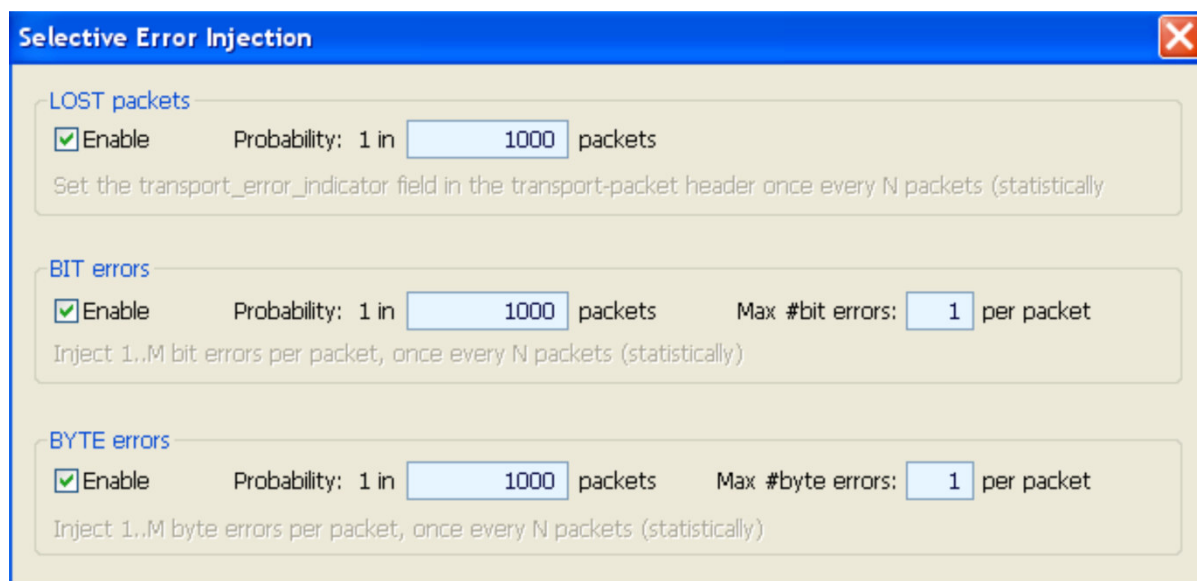 Selective Error Injection
LOST packets
Enable Probability: 1 in 1000 packets
Set the transport_error_indicator field in the transport-packet header once every N packets (statistically
BIT errors
Enable Probability: 1 in 1000 packets Max #bit errors: 1 per packet
Inject 1..M bit errors per packet, once every N packets (statistically)
BYTE errors
Enable Probability: 1 in 1000 packets Max #byte errors: 1 per packet
Inject 1..M byte errors per packet, once every N packets (statistically)